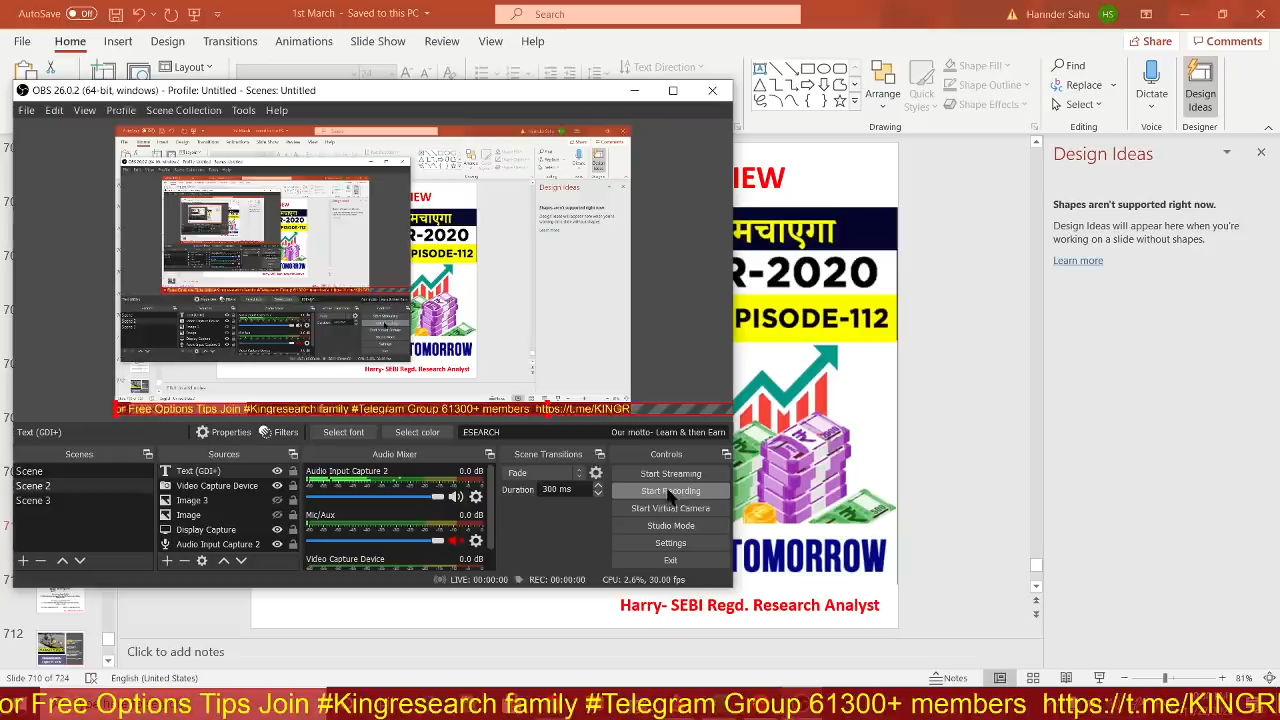 AutoSave Off
1st March - Saved to this PC
Search
Harinder S
File Home Insert Design Transitions Animations Slide Show Review View Help
Share Comments
Layout
Text Direction
Arrange
Quick Styles
Shape Fill
Shape Outline
Shape Effects
Find
Replace
Select
Dictate
Design Ideas
Drawing
Editing
Voice
Designer
OBS 26.0.2 (64-bit, windows) - Profile: Untitled - Scenes: Untitled
File Edit View Profile Scene Collection Tools Help
or Free Options Tips Join #Kingresearch family #Telegram Group 61300+ members https://t.me/KINGR
Text (GDI+)
Properties Filters Select font Select color ESEARCH Our motto- Learn & then Earn
Scenes Sources Audio Mixer Scene Transitions Controls
Scene
Scene 2
Scene 3
Text (GDI+)
Video Capture Device
Image 3
Image
Display Capture
Audio Input Capture 2
Audio Input Capture 2 0.0 dB
Mic/Aux 0.0 dB
Video Capture Device 0.0 dB
Fade
Duration 300 ms
Start Streaming
Start Recording
Start Virtual Camera
Studio Mode
Settings
Exit
LIVE: 00:00:00 REC: 00:00:00 CPU: 2.6%, 30.00 fps
IEW
मचाएगा
R-2020
PISODE-112
TOMORROW
Harry- SEBI Regd. Research Analyst
Design Ideas
Shapes aren't supported right now.
Design Ideas will appear here when you're
working on a slide without shapes.
Learn more
712
Click to add notes
Slide 710 of 724 English (United States) Notes 81%
or Free Options Tips Join #Kingresearch family #Telegram Group 61300+ members https://t.me/KINGR